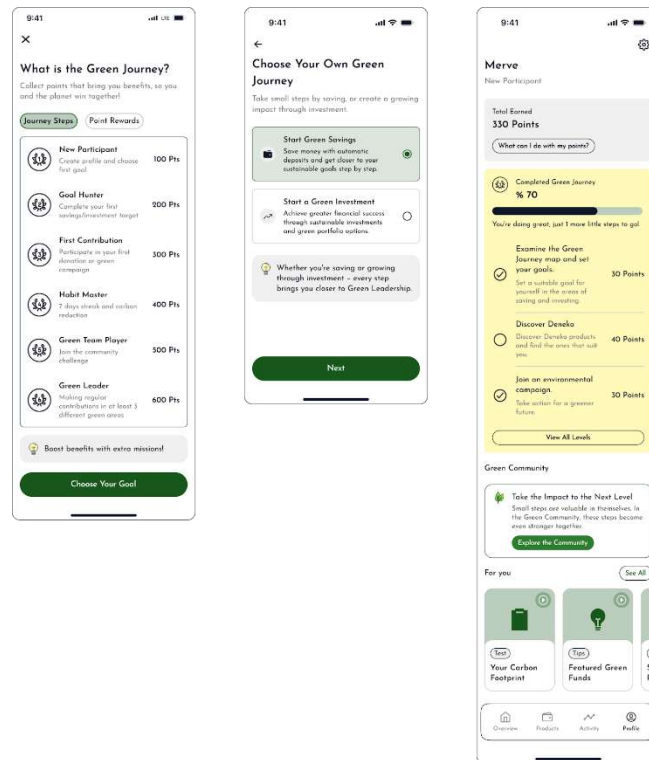 9:41
LTE
What is the Green Journey?
Collect points that bring you benefits, so you
and the planet win together!
Journey Steps
Point Rewards
New Participant
Create profile and choose
first goal
100 Pts
Goal Hunter
Complete your first
savings/investment target
200 Pts
First Contribution
Participate in your first
donation or green
campaign
300 Pts
Habit Master
7 days streak and carbon
reduction
400 Pts
Green Team Player
Join the community
challenge
500 Pts
Green Leader
Making regular
contributions in at least 3
different green areas
600 Pts
Boost benefits with extra missions!
Choose Your Goal
9:41
Choose Your Own Green
Journey
Take small steps by saving, or create a growing
impact through investment.
Start Green Savings
Save money with automatic
deposits and get closer to your
sustainable goals step by step.
Start a Green Investment
Achieve greater financial success
through sustainable investments
and green portfolio options.
Whether you're saving or growing
through investment – every step
brings you closer to Green Leadership.
Next
9:41
Merve
New Participant
Total Earned
330 Points
What can I do with my points?
Completed Green Journey
% 70
You're doing great, just 1 more little steps to go!
Examine the Green
Journey map and set
your goals.
Set a suitable goal for
yourself in the areas of
saving and investing.
30 Points
Discover Deneko
Discover Deneko products
and find the ones that suit
you.
40 Points
Join an environmental
campaign.
Take action for a greener
future.
30 Points
View All Levels
Green Community
Take the Impact to the Next Level
Small steps are valuable in themselves. In
the Green Community, these steps become
even stronger together.
Explore the Community
For you
See All
Test
Your Carbon
Footprint
Tips
Featured Green
Funds
Overview
Products
Activity
Profile